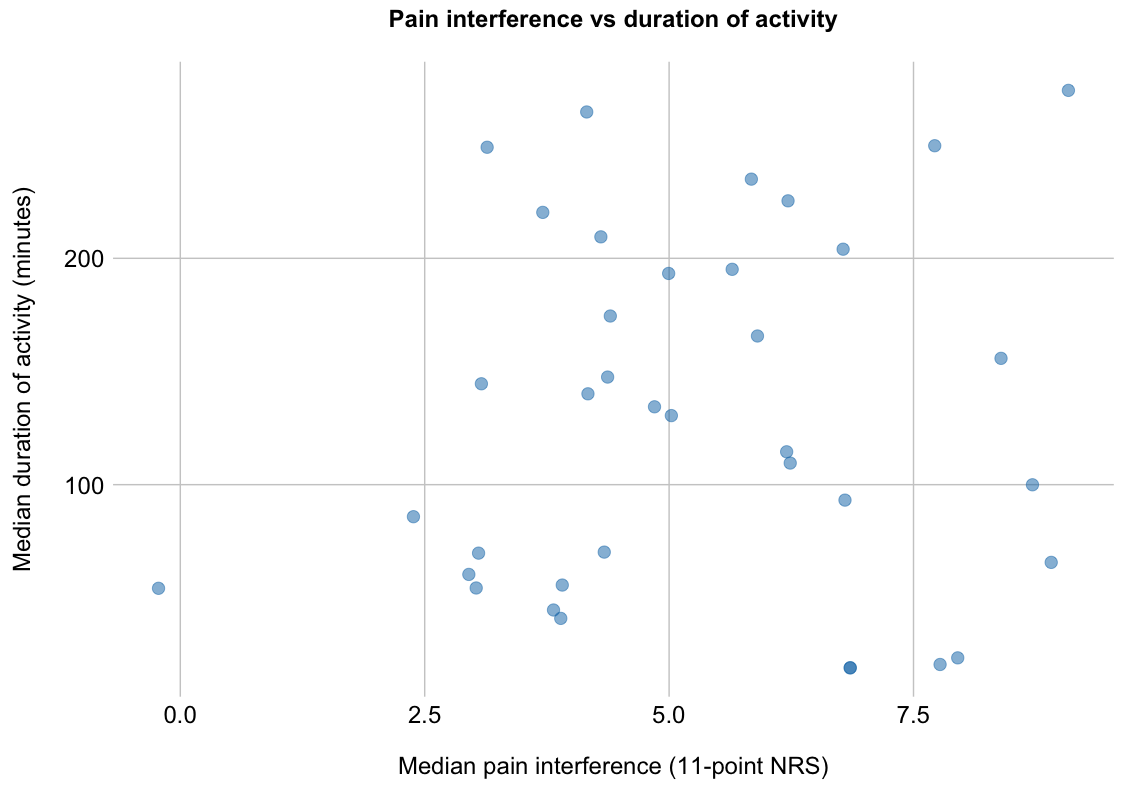 Pain interference vs duration of activity
Median duration of activity (minutes)
200
100
0.0 2.5 5.0 7.5
Median pain interference (11-point NRS)